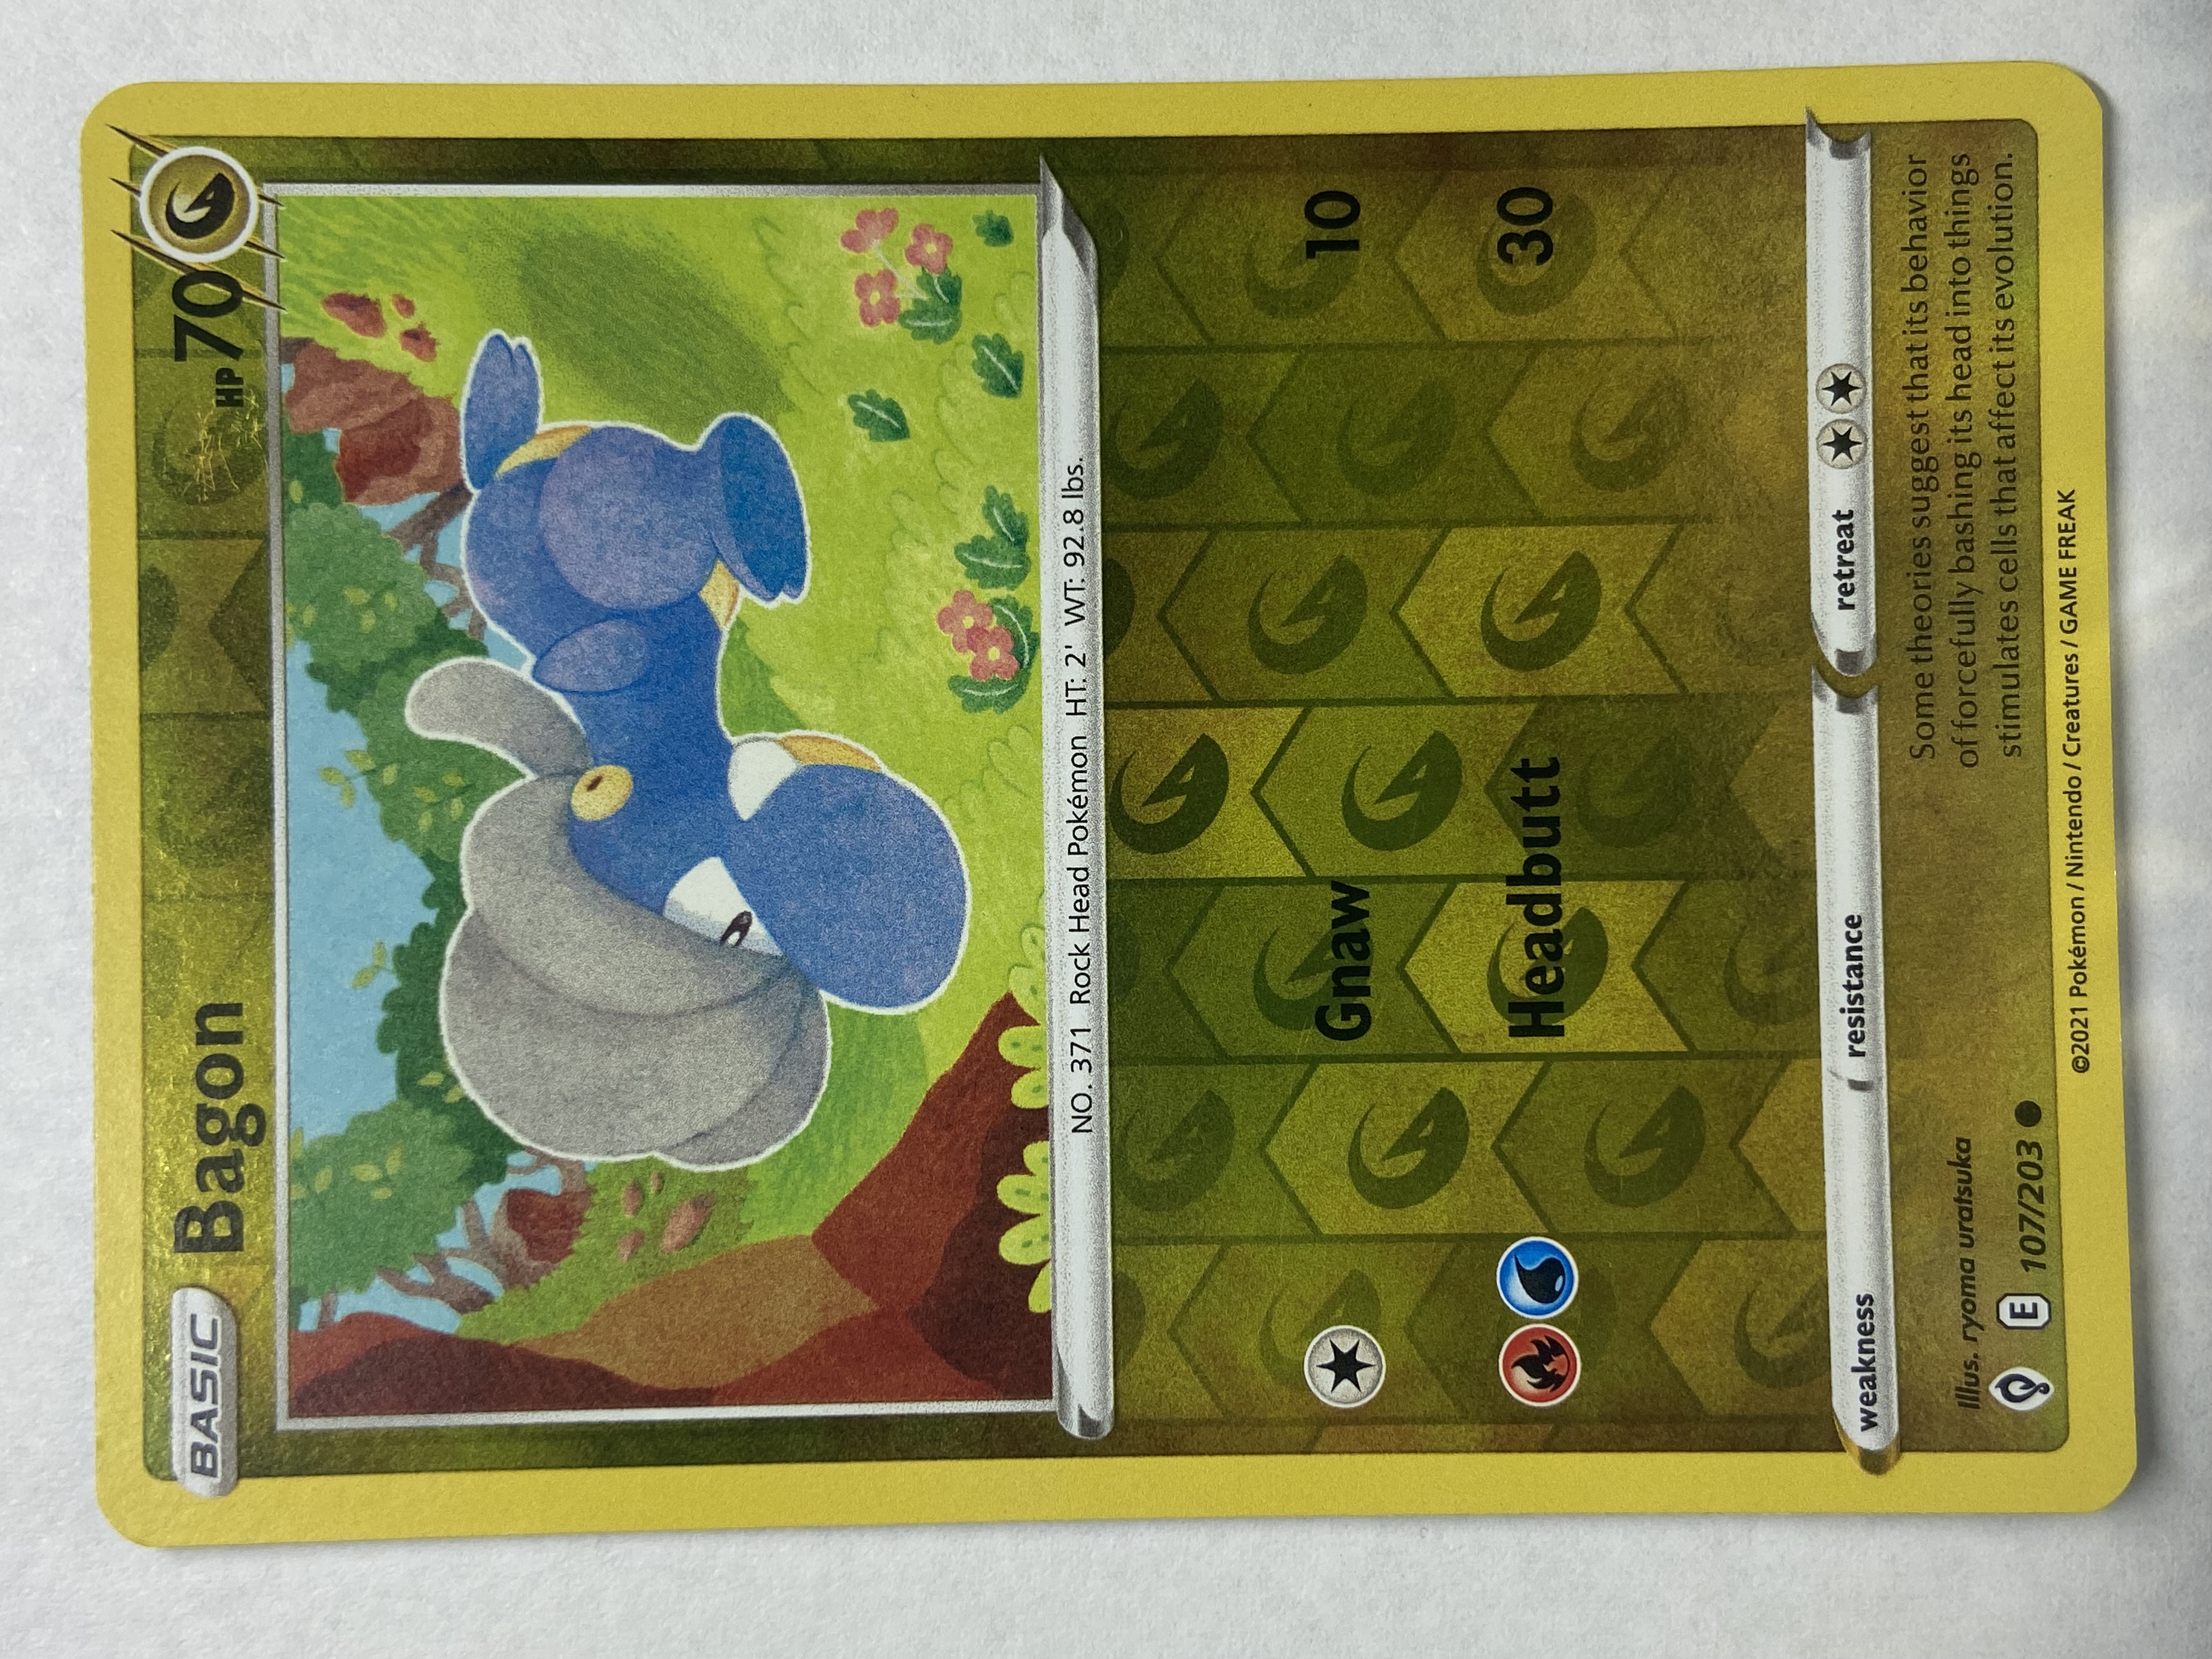 BASIC Bagon HP 70
NO. 371 Rock Head Pokémon HT: 2' WT: 92.8 lbs.
Gnaw 10
Headbutt 30
weakness resistance retreat
Some theories suggest that its behavior
of forcefully bashing its head into things
stimulates cells that affect its evolution.
Illus. ryoma uratsuka
E 107/203
©2021 Pokémon / Nintendo / Creatures / GAME FREAK